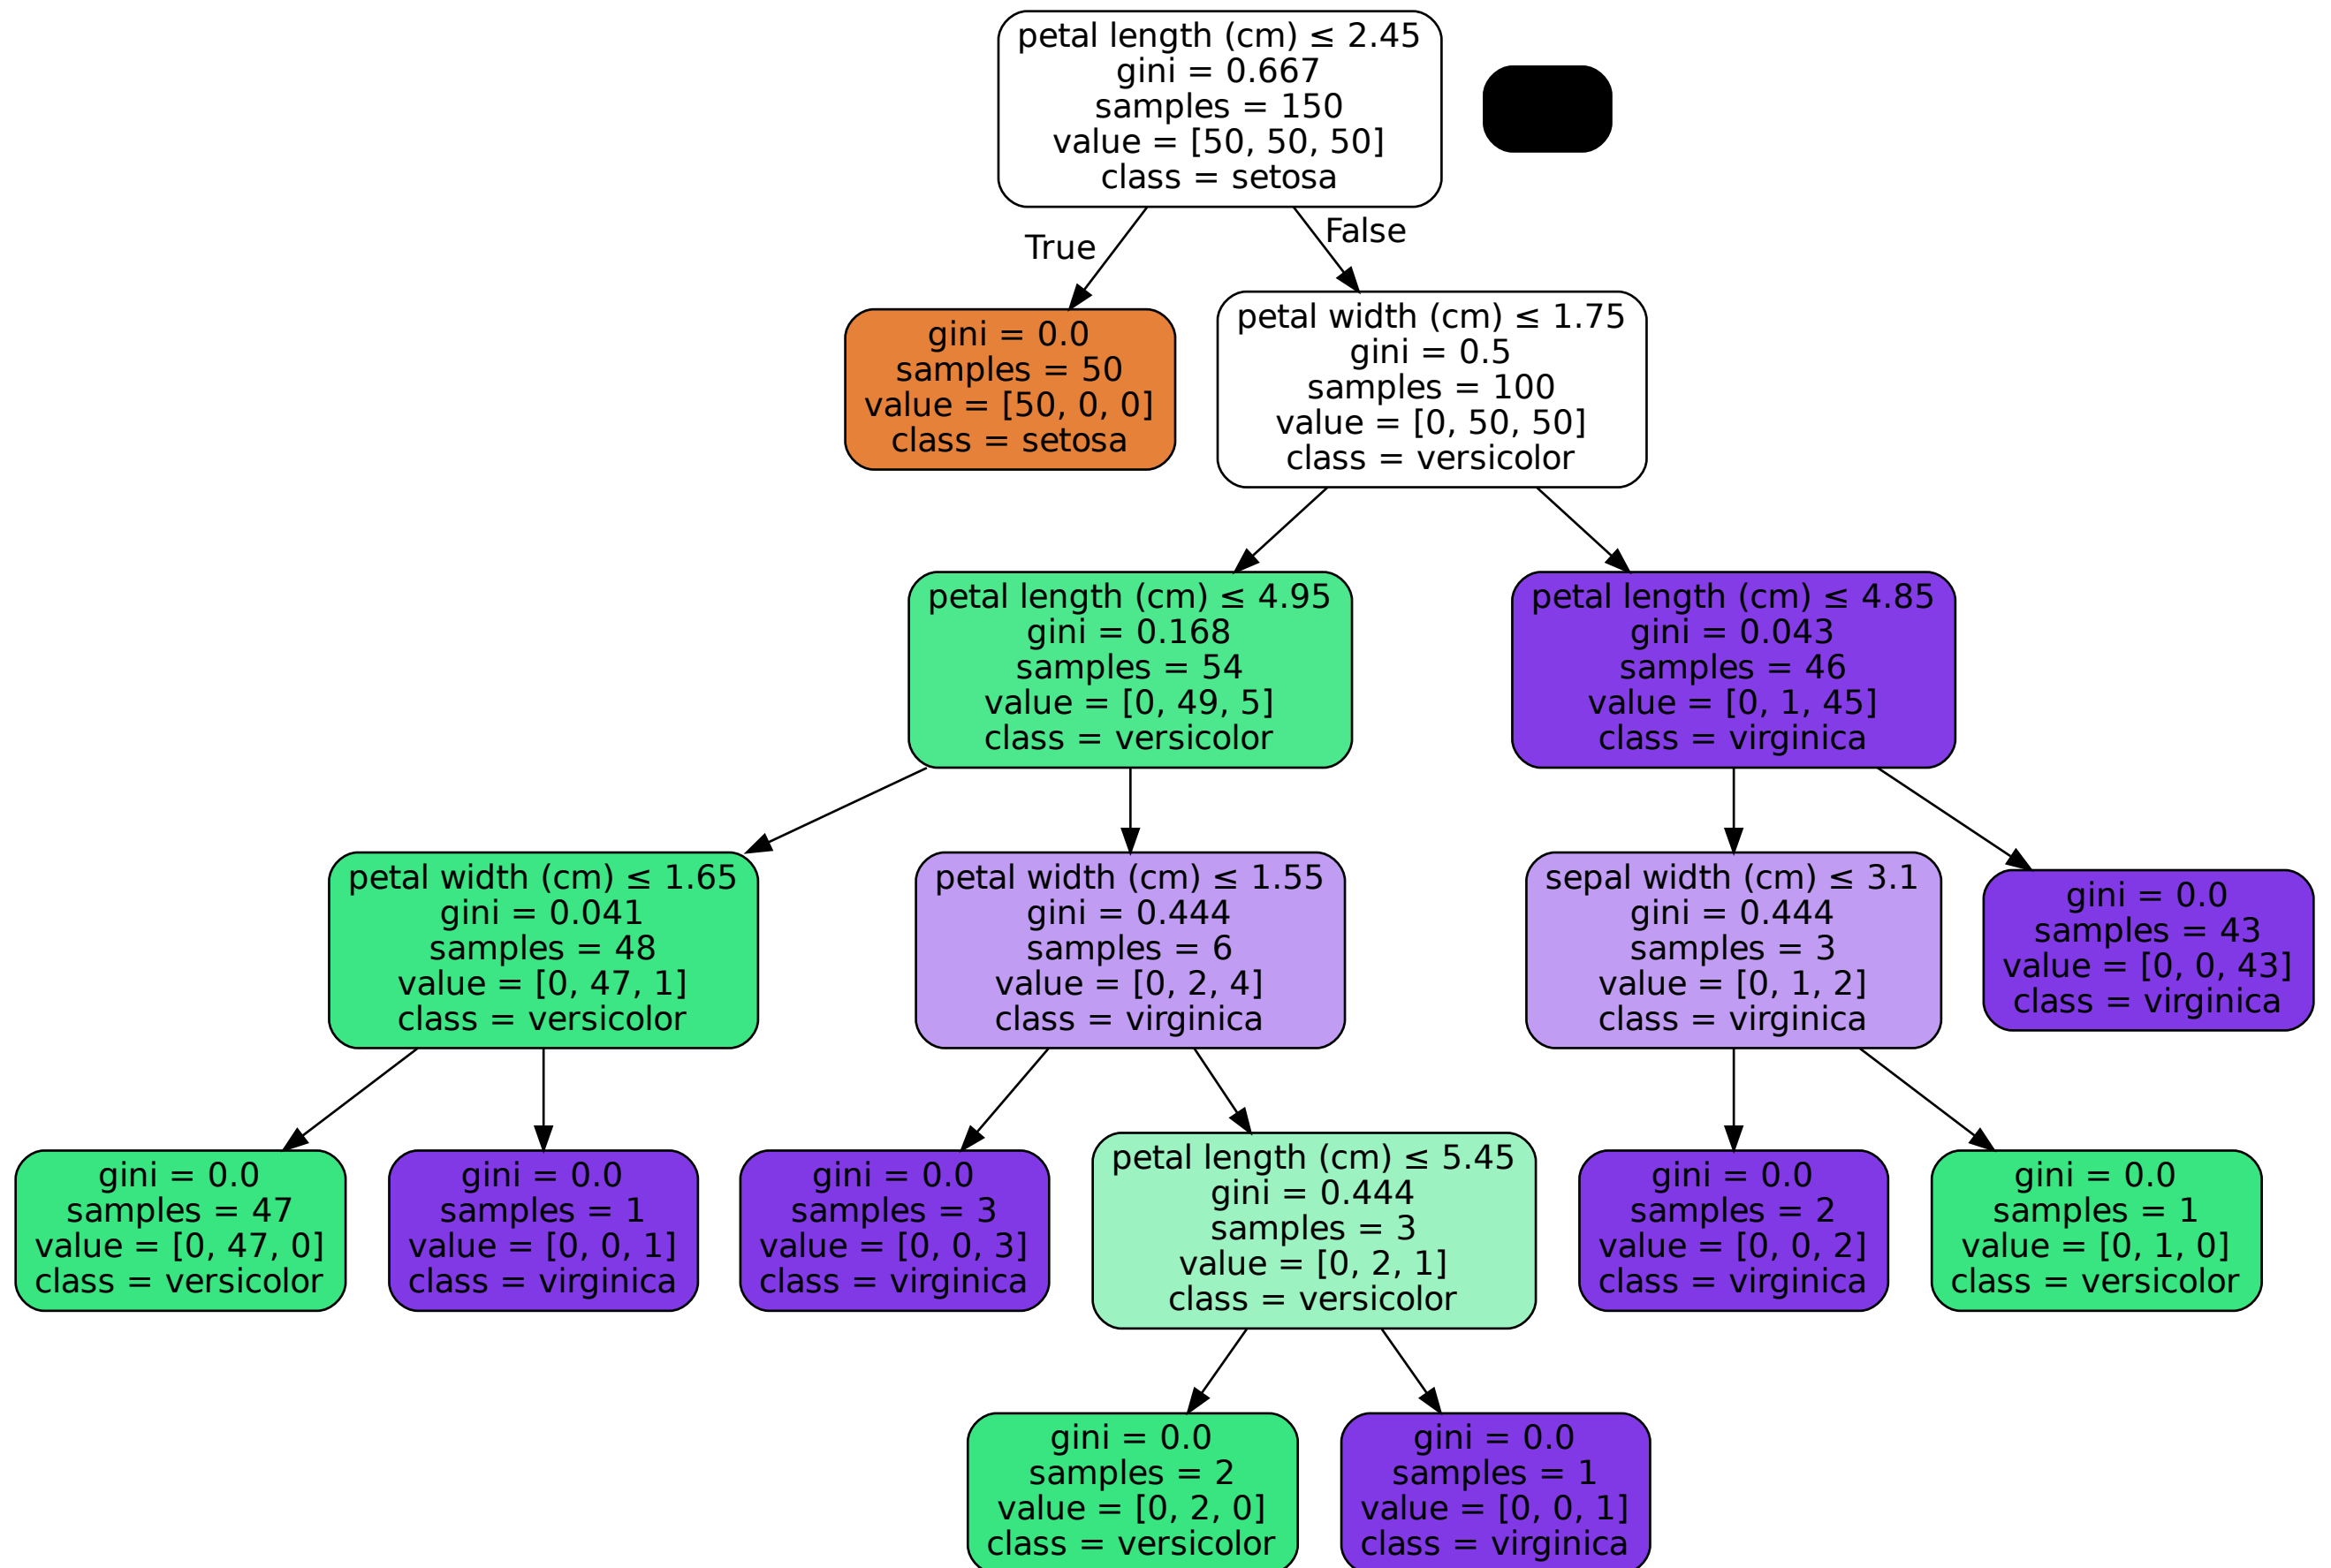 petal length (cm) ≤ 2.45
gini = 0.667
samples = 150
value = [50, 50, 50]
class = setosa
True
False
gini = 0.0
samples = 50
value = [50, 0, 0]
class = setosa
petal width (cm) ≤ 1.75
gini = 0.5
samples = 100
value = [0, 50, 50]
class = versicolor
petal length (cm) ≤ 4.95
gini = 0.168
samples = 54
value = [0, 49, 5]
class = versicolor
petal length (cm) ≤ 4.85
gini = 0.043
samples = 46
value = [0, 1, 45]
class = virginica
petal width (cm) ≤ 1.65
gini = 0.041
samples = 48
value = [0, 47, 1]
class = versicolor
petal width (cm) ≤ 1.55
gini = 0.444
samples = 6
value = [0, 2, 4]
class = virginica
sepal width (cm) ≤ 3.1
gini = 0.444
samples = 3
value = [0, 1, 2]
class = virginica
gini = 0.0
samples = 43
value = [0, 0, 43]
class = virginica
gini = 0.0
samples = 47
value = [0, 47, 0]
class = versicolor
gini = 0.0
samples = 1
value = [0, 0, 1]
class = virginica
gini = 0.0
samples = 3
value = [0, 0, 3]
class = virginica
petal length (cm) ≤ 5.45
gini = 0.444
samples = 3
value = [0, 2, 1]
class = versicolor
gini = 0.0
samples = 2
value = [0, 0, 2]
class = virginica
gini = 0.0
samples = 1
value = [0, 1, 0]
class = versicolor
gini = 0.0
samples = 2
value = [0, 2, 0]
class = versicolor
gini = 0.0
samples = 1
value = [0, 0, 1]
class = virginica